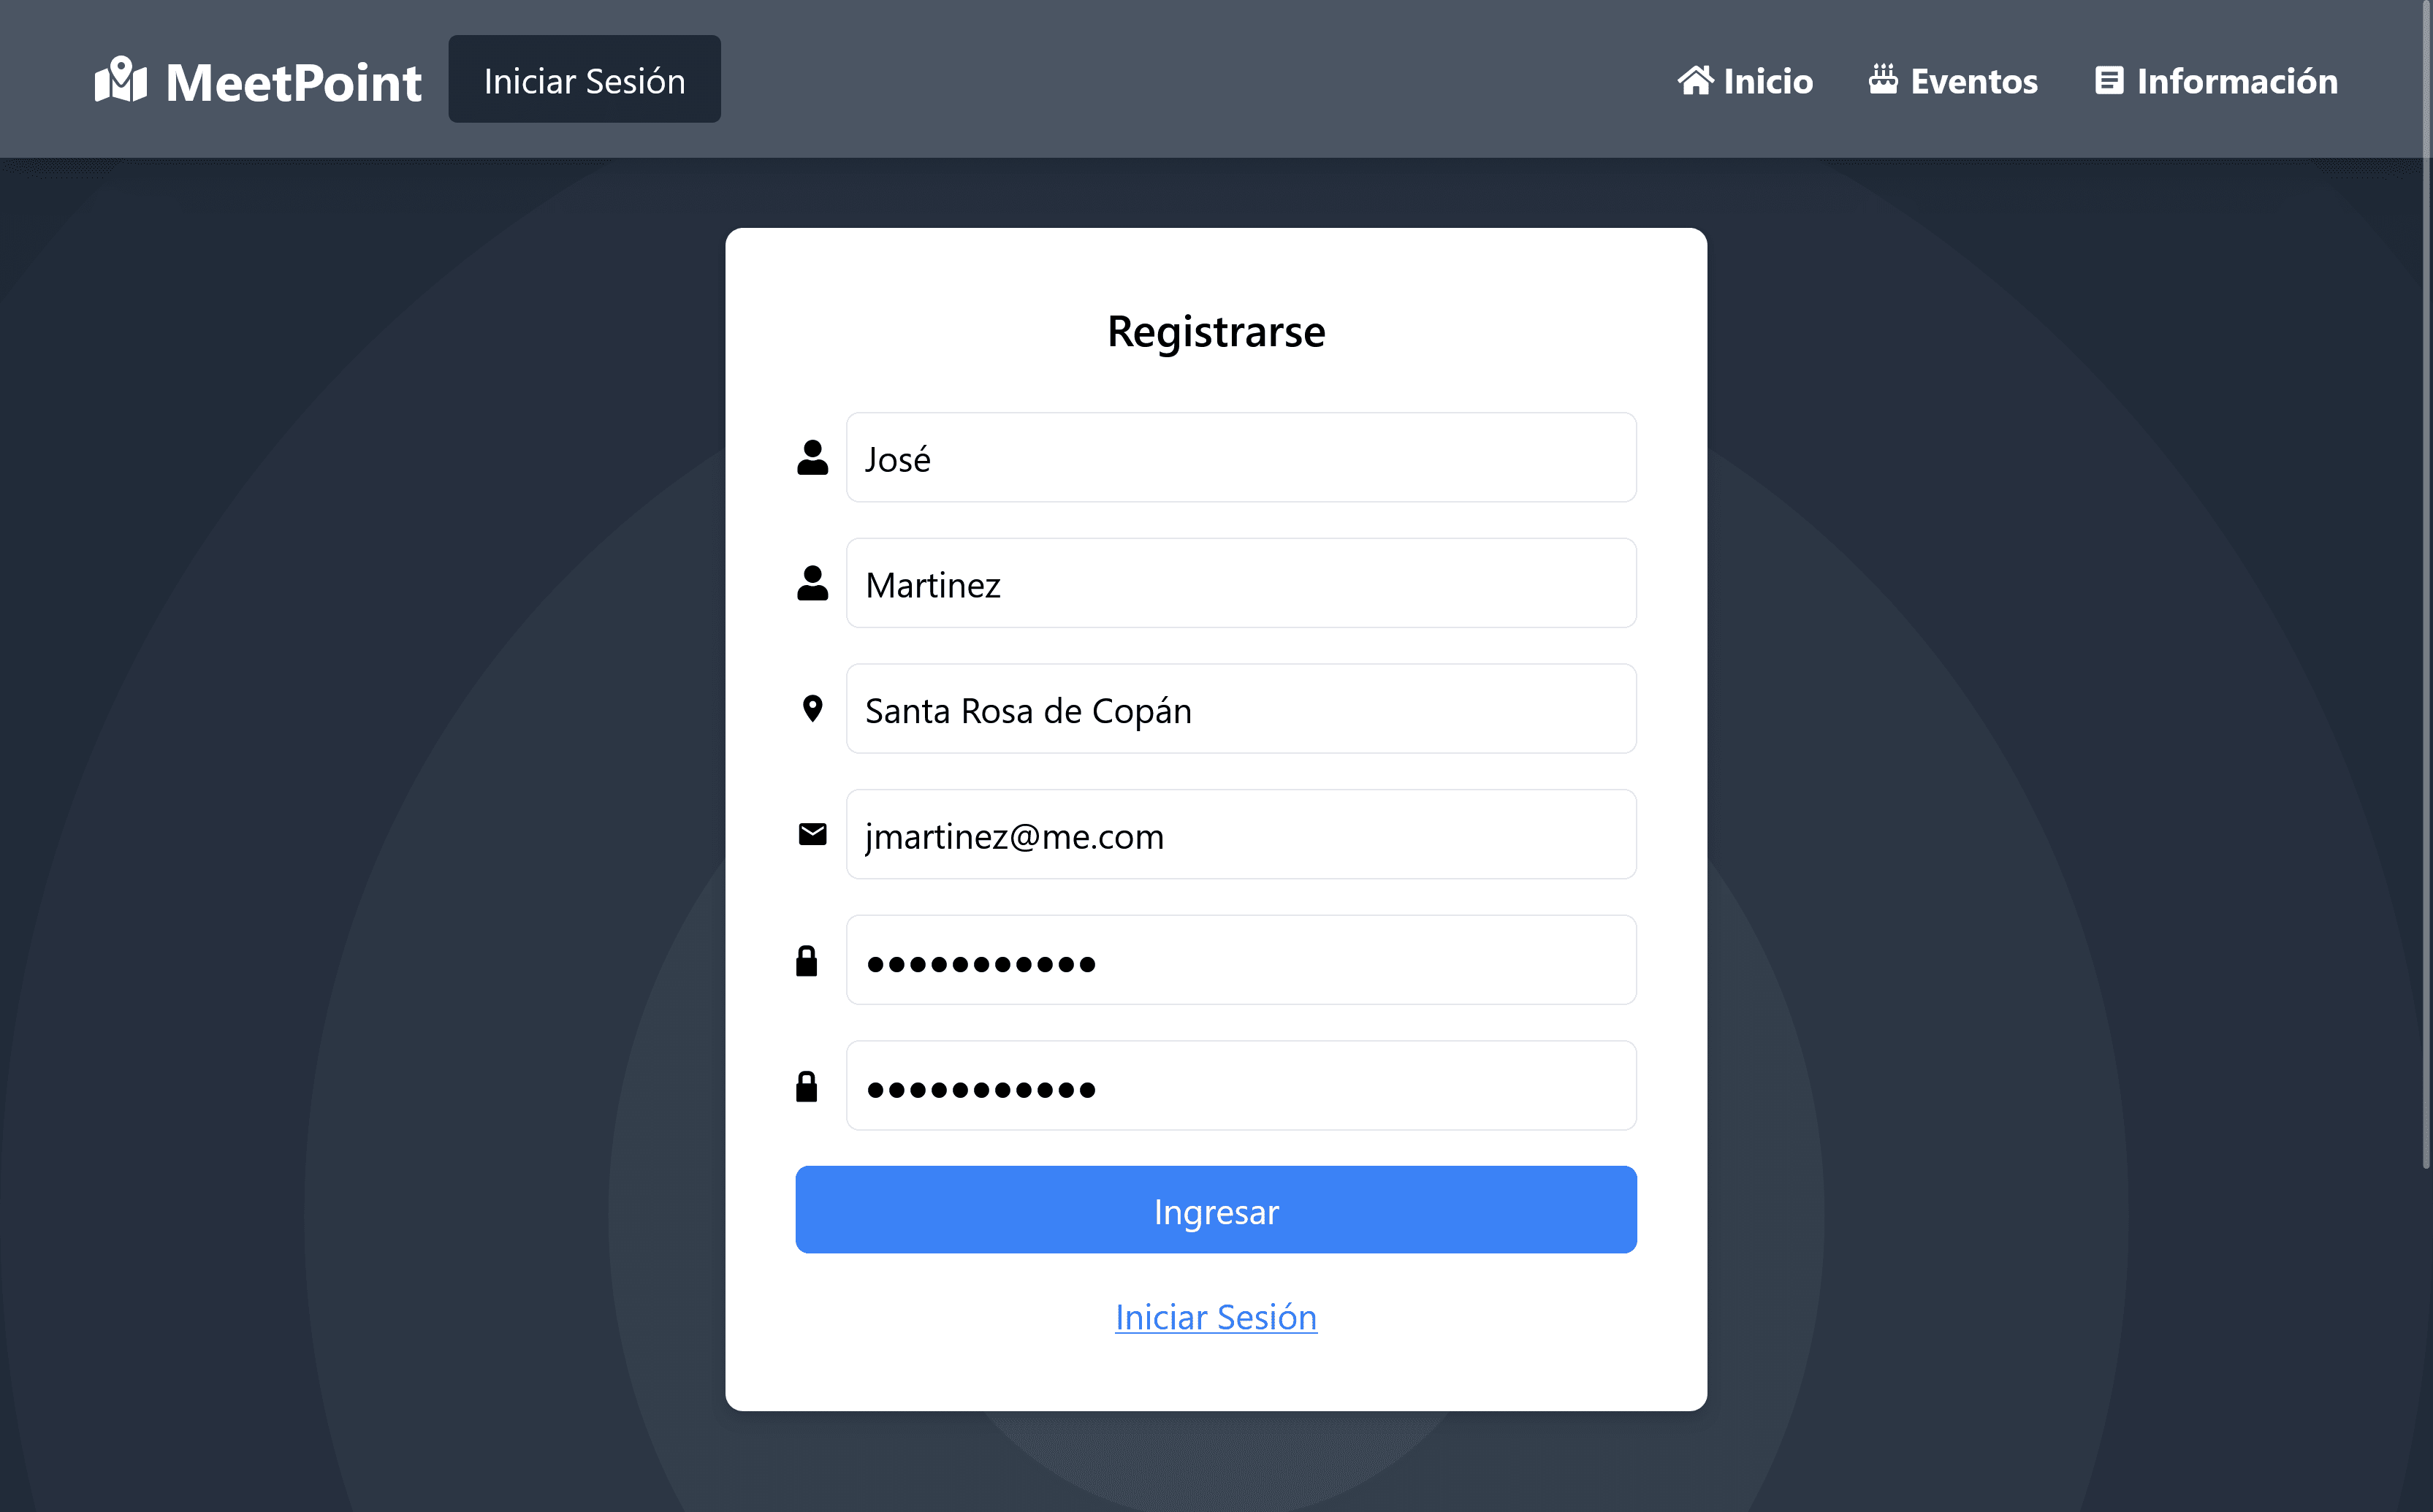 MeetPoint Iniciar Sesión Inicio Eventos Información
Registrarse
José
Martinez
Santa Rosa de Copán
jmartinez@me.com
●●●●●●●●●●●
●●●●●●●●●●●
Ingresar
Iniciar Sesión